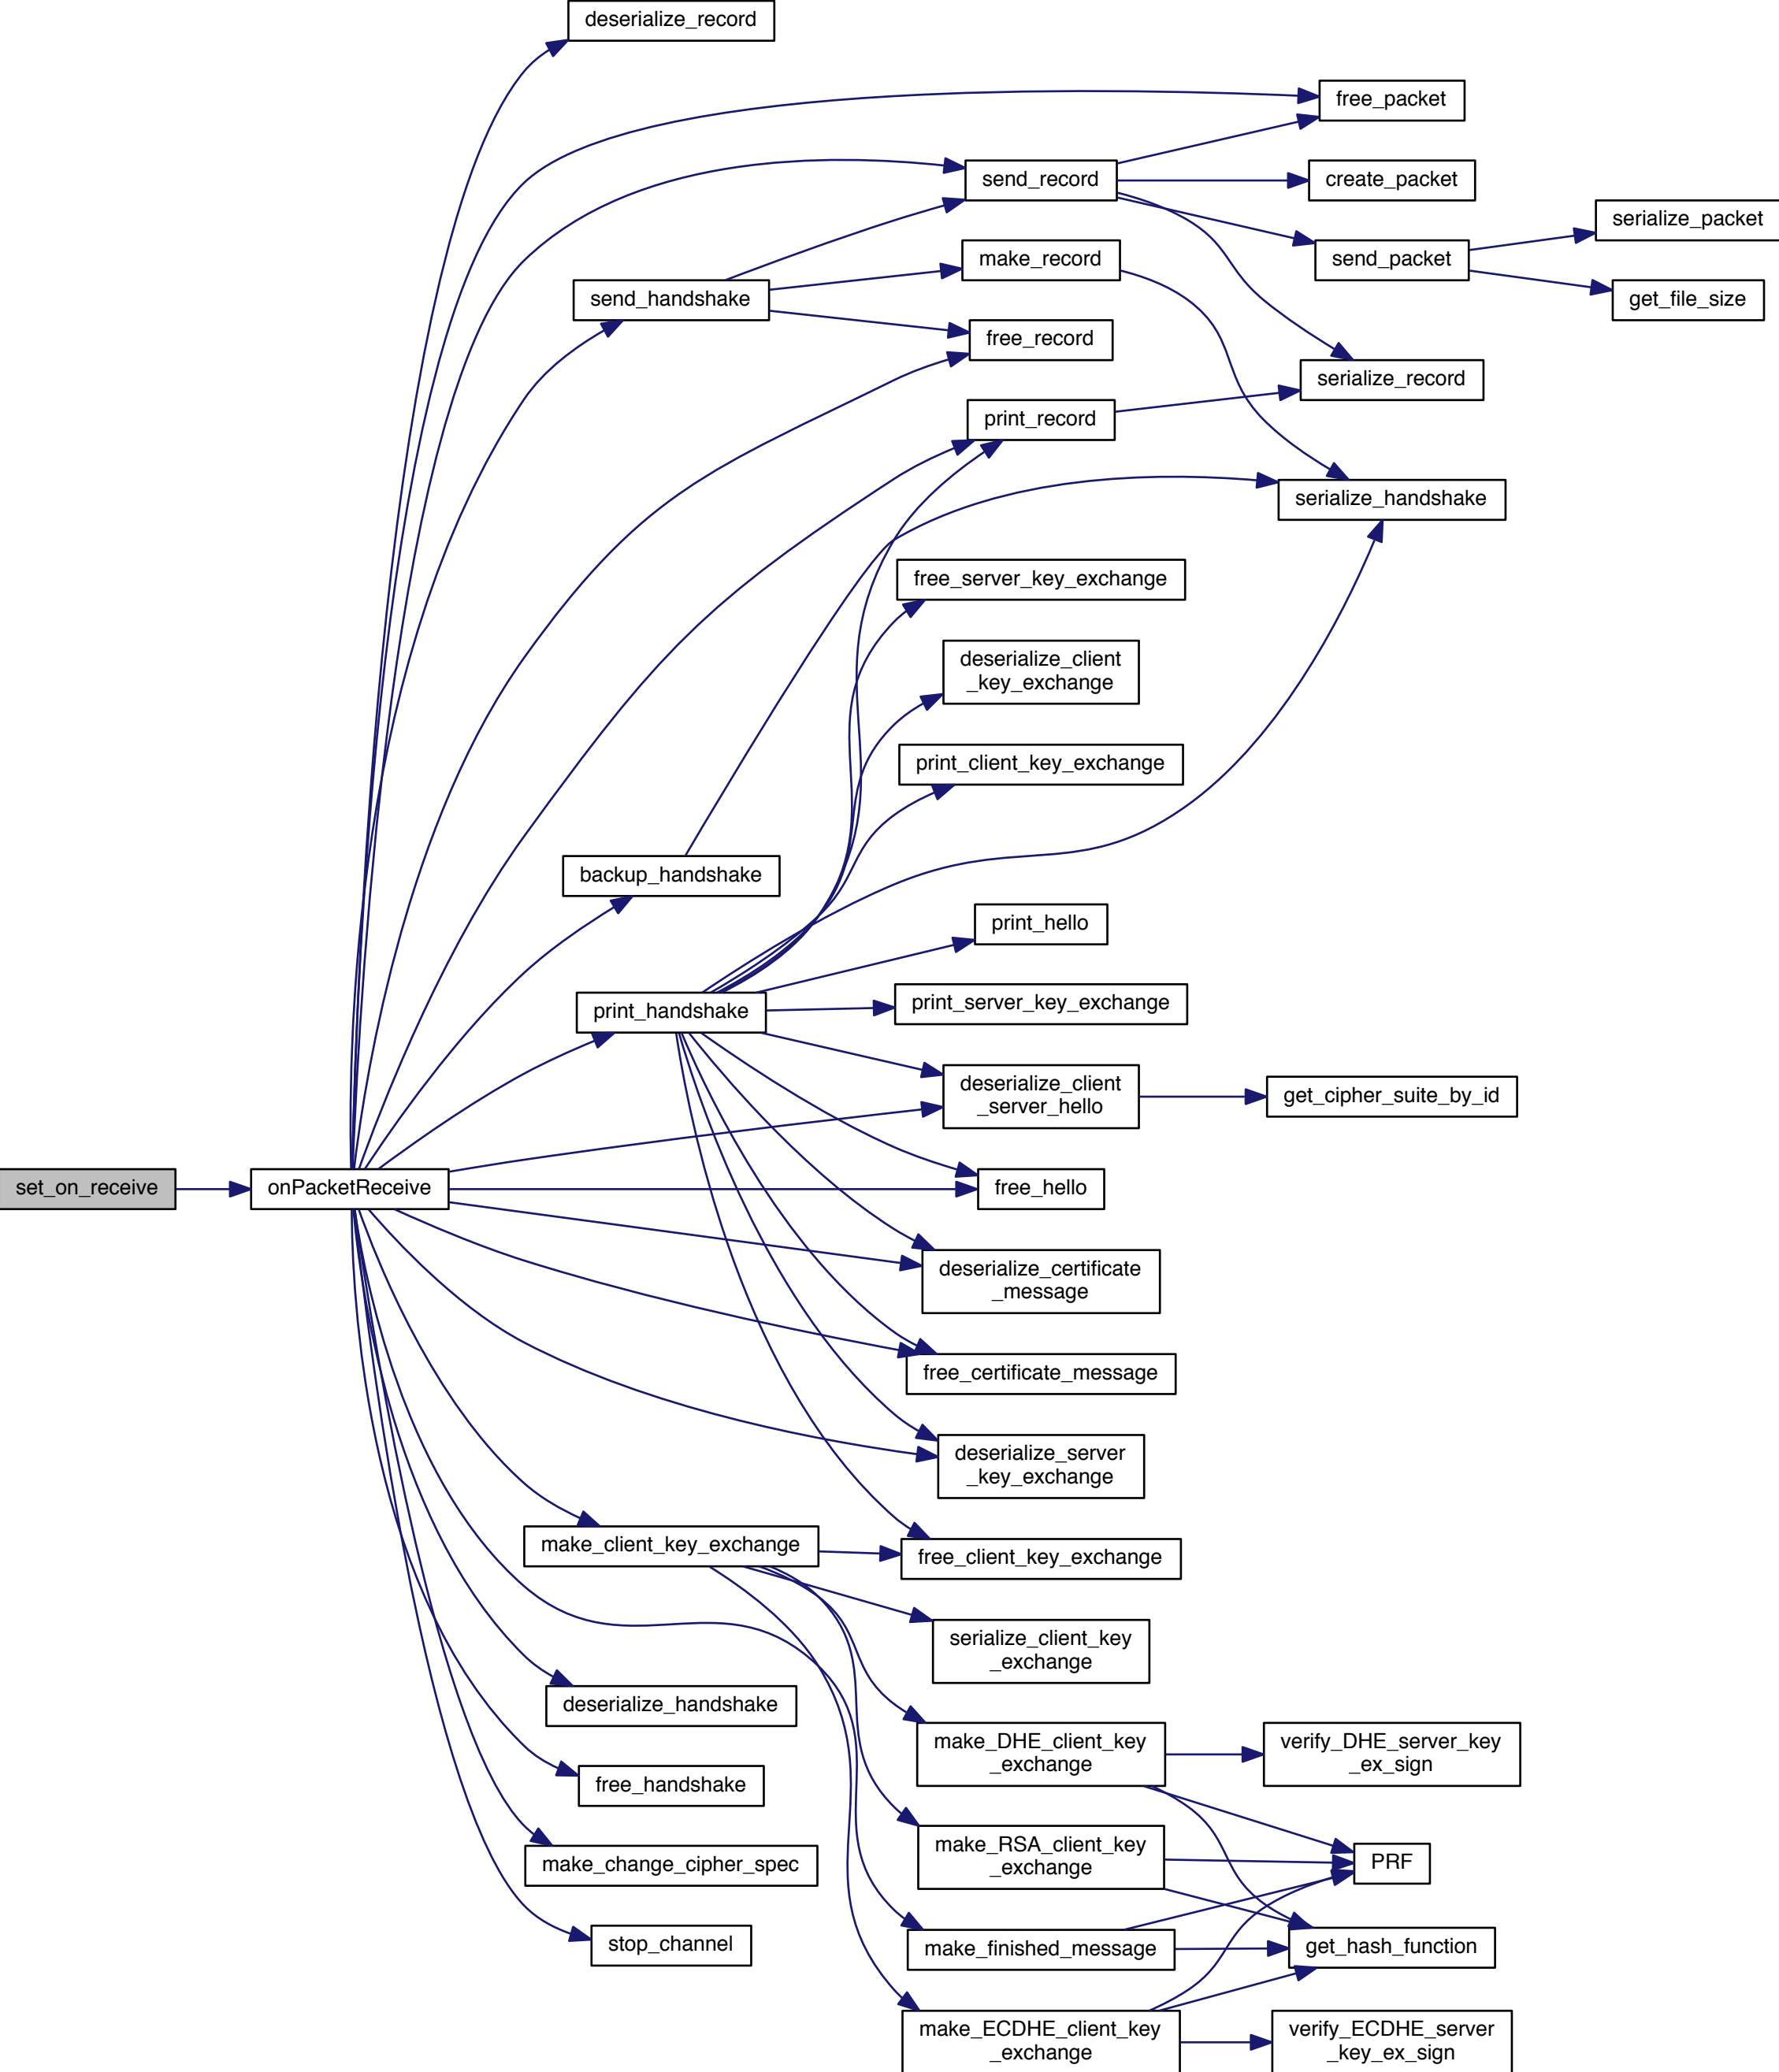 deserialize_record
free_packet
send_record
create_packet
serialize_packet
make_record
send_packet
send_handshake
get_file_size
free_record
serialize_record
print_record
serialize_handshake
free_server_key_exchange
deserialize_client
_key_exchange
print_client_key_exchange
backup_handshake
print_hello
print_handshake
print_server_key_exchange
deserialize_client
_server_hello
get_cipher_suite_by_id
set_on_receive
onPacketReceive
free_hello
deserialize_certificate
_message
free_certificate_message
deserialize_server
_key_exchange
make_client_key_exchange
free_client_key_exchange
serialize_client_key
_exchange
deserialize_handshake
make_DHE_client_key
_exchange
verify_DHE_server_key
_ex_sign
free_handshake
make_RSA_client_key
_exchange
PRF
make_change_cipher_spec
stop_channel
make_finished_message
get_hash_function
make_ECDHE_client_key
_exchange
verify_ECDHE_server
_key_ex_sign